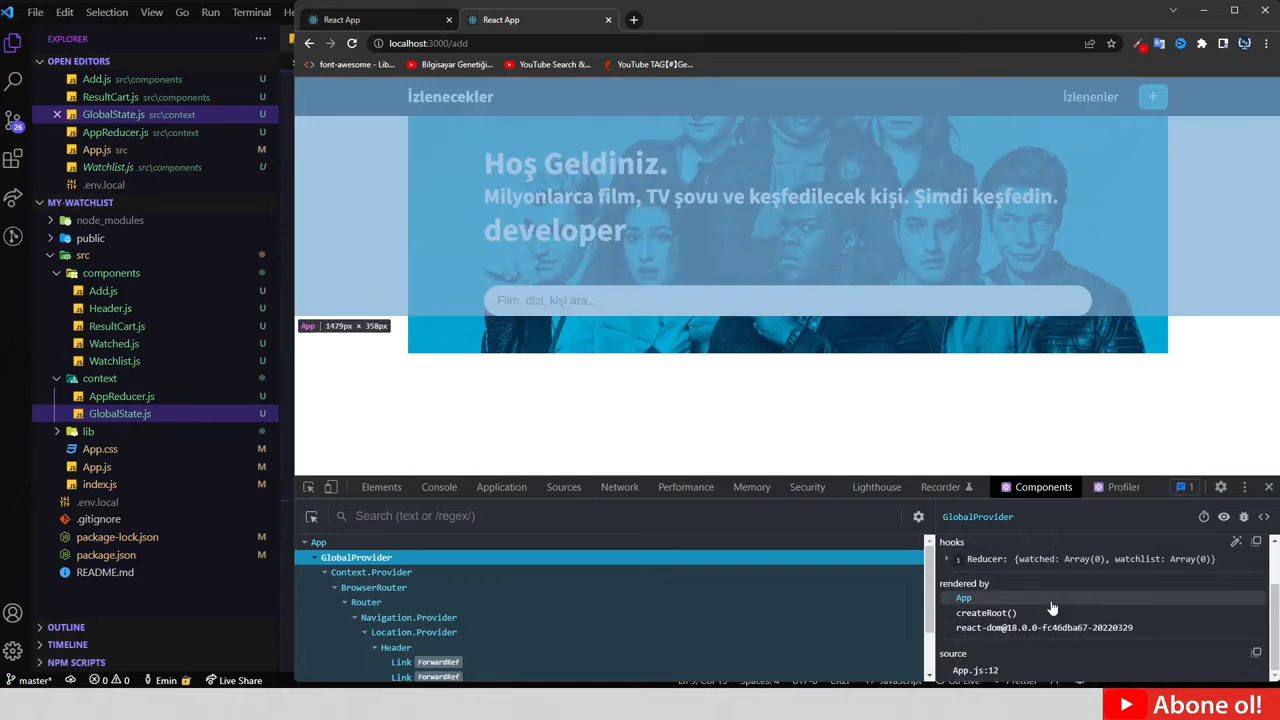 File Edit Selection View Go Run Terminal Help
EXPLORER
OPEN EDITORS
Add.js src\components U
ResultCart.js src\components U
GlobalState.js src\context U
AppReducer.js src\context U
App.js src M
Watchlist.js src\components U
.env.local
MY-WATCHLIST
node_modules
public
src
components
Add.js U
Header.js U
ResultCart.js U
Watched.js U
Watchlist.js U
context
AppReducer.js U
GlobalState.js U
lib
App.css M
App.js M
index.js M
.env.local
.gitignore
package-lock.json M
package.json M
README.md
OUTLINE
TIMELINE
NPM SCRIPTS
26
master* 0 0 Emin Live Share
React App
React App
localhost:3000/add
font-awesome - Lib...
Bilgisayar Genetiği...
YouTube Search &...
YouTube TAG【#】Ge...
İzlenecekler
İzlenenler +
Hoş Geldiniz.
Milyonlarca film, TV şovu ve keşfedilecek kişi. Şimdi keşfedin.
developer
Film, dizi, kişi ara...
App | 1479px × 358px
Elements Console Application Sources Network Performance Memory Security Lighthouse Recorder Components Profiler 1
Search (text or /regex/)
App
GlobalProvider
Context.Provider
BrowserRouter
Router
Navigation.Provider
Location.Provider
Header
Link ForwardRef
Link ForwardRef
GlobalProvider
hooks
1 Reducer: {watched: Array(0), watchlist: Array(0)}
rendered by
App
createRoot()
react-dom@18.0.0-fc46dba67-20220329
source
App.js:12
Abone ol!